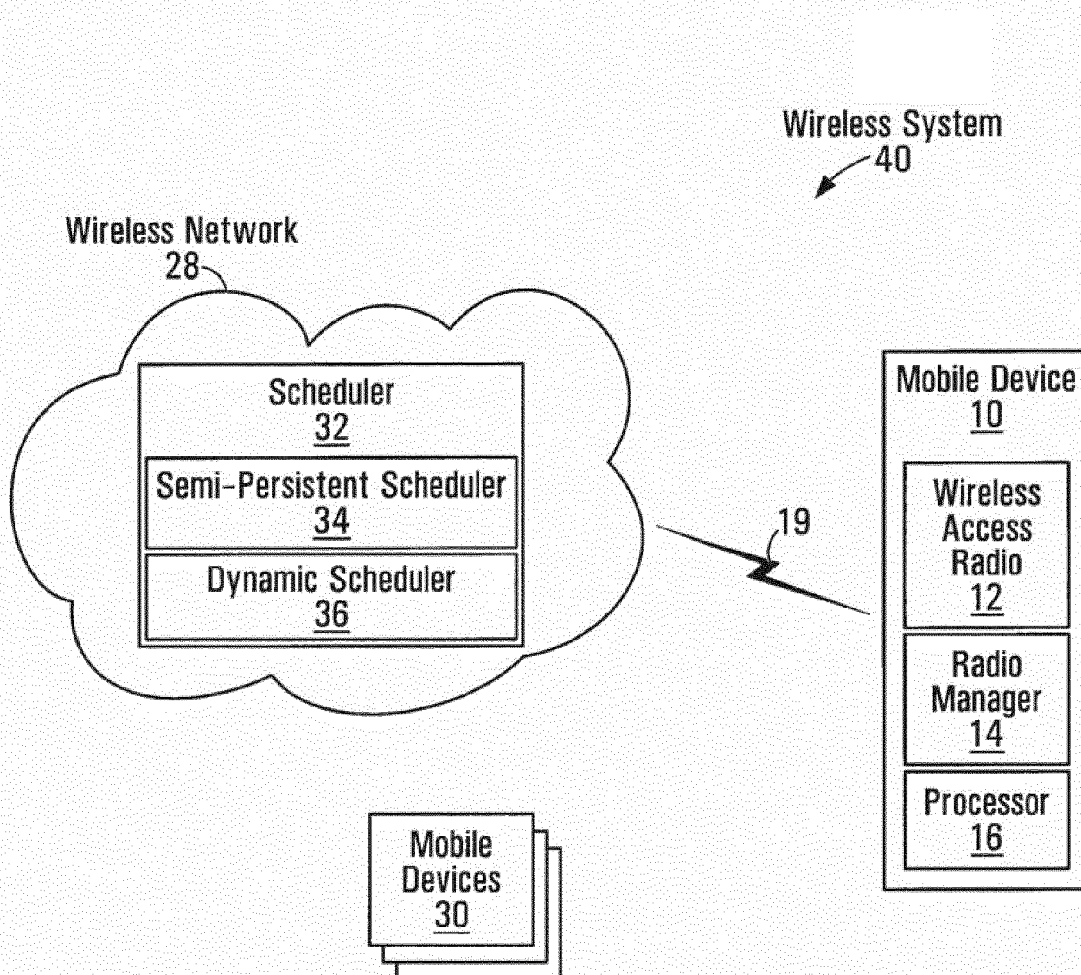 Wireless System
40
Wireless Network
28
Scheduler
32
Semi-Persistent Scheduler
34
Dynamic Scheduler
36
19
Mobile Device
10
Wireless
Access
Radio
12
Radio
Manager
14
Processor
16
Mobile
Devices
30